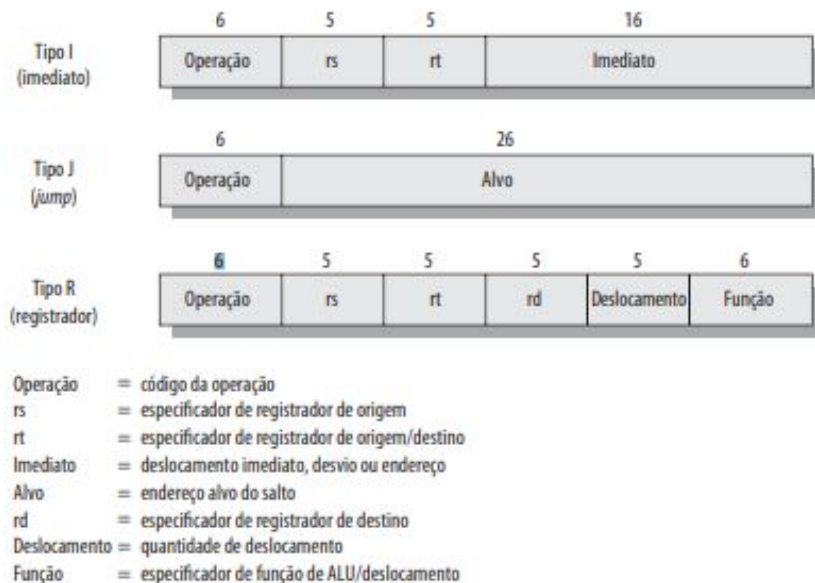 6 5 5 16
Tipo I
(imediato)
Operação rs rt Imediato
6 26
Tipo J
(jump)
Operação Alvo
6 5 5 5 5 6
Tipo R
(registrador)
Operação rs rt rd Deslocamento Função
Operação = código da operação
rs = especificador de registrador de origem
rt = especificador de registrador de origem/destino
Imediato = deslocamento imediato, desvio ou endereço
Alvo = endereço alvo do salto
rd = especificador de registrador de destino
Deslocamento = quantidade de deslocamento
Função = especificador de função de ALU/deslocamento